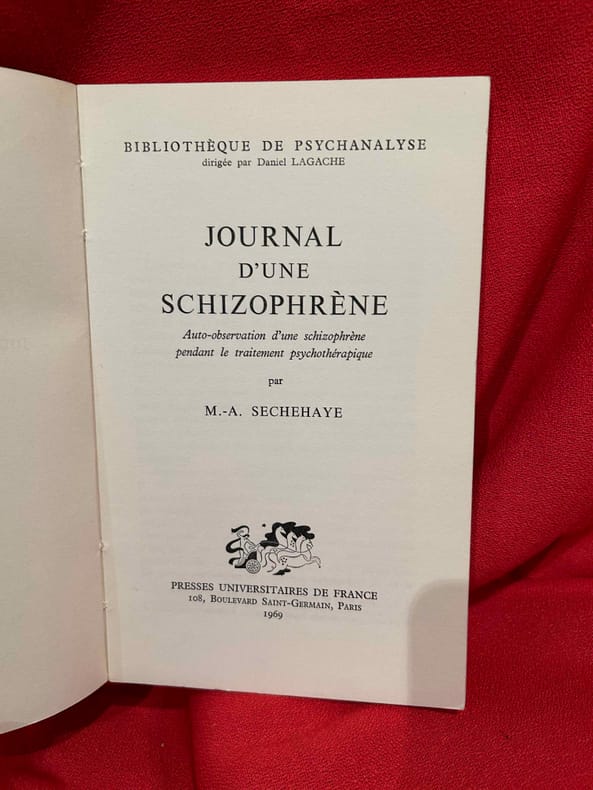 BIBLIOTHÈQUE DE PSYCHANALYSE
dirigée par Daniel LAGACHE
JOURNAL
D'UNE
SCHIZOPHRÈNE
Auto-observation d'une schizophrène
pendant le traitement psychothérapique
par
M.-A. SECHEHAYE
PRESSES UNIVERSITAIRES DE FRANCE
108, BOULEVARD SAINT-GERMAIN, PARIS
1969